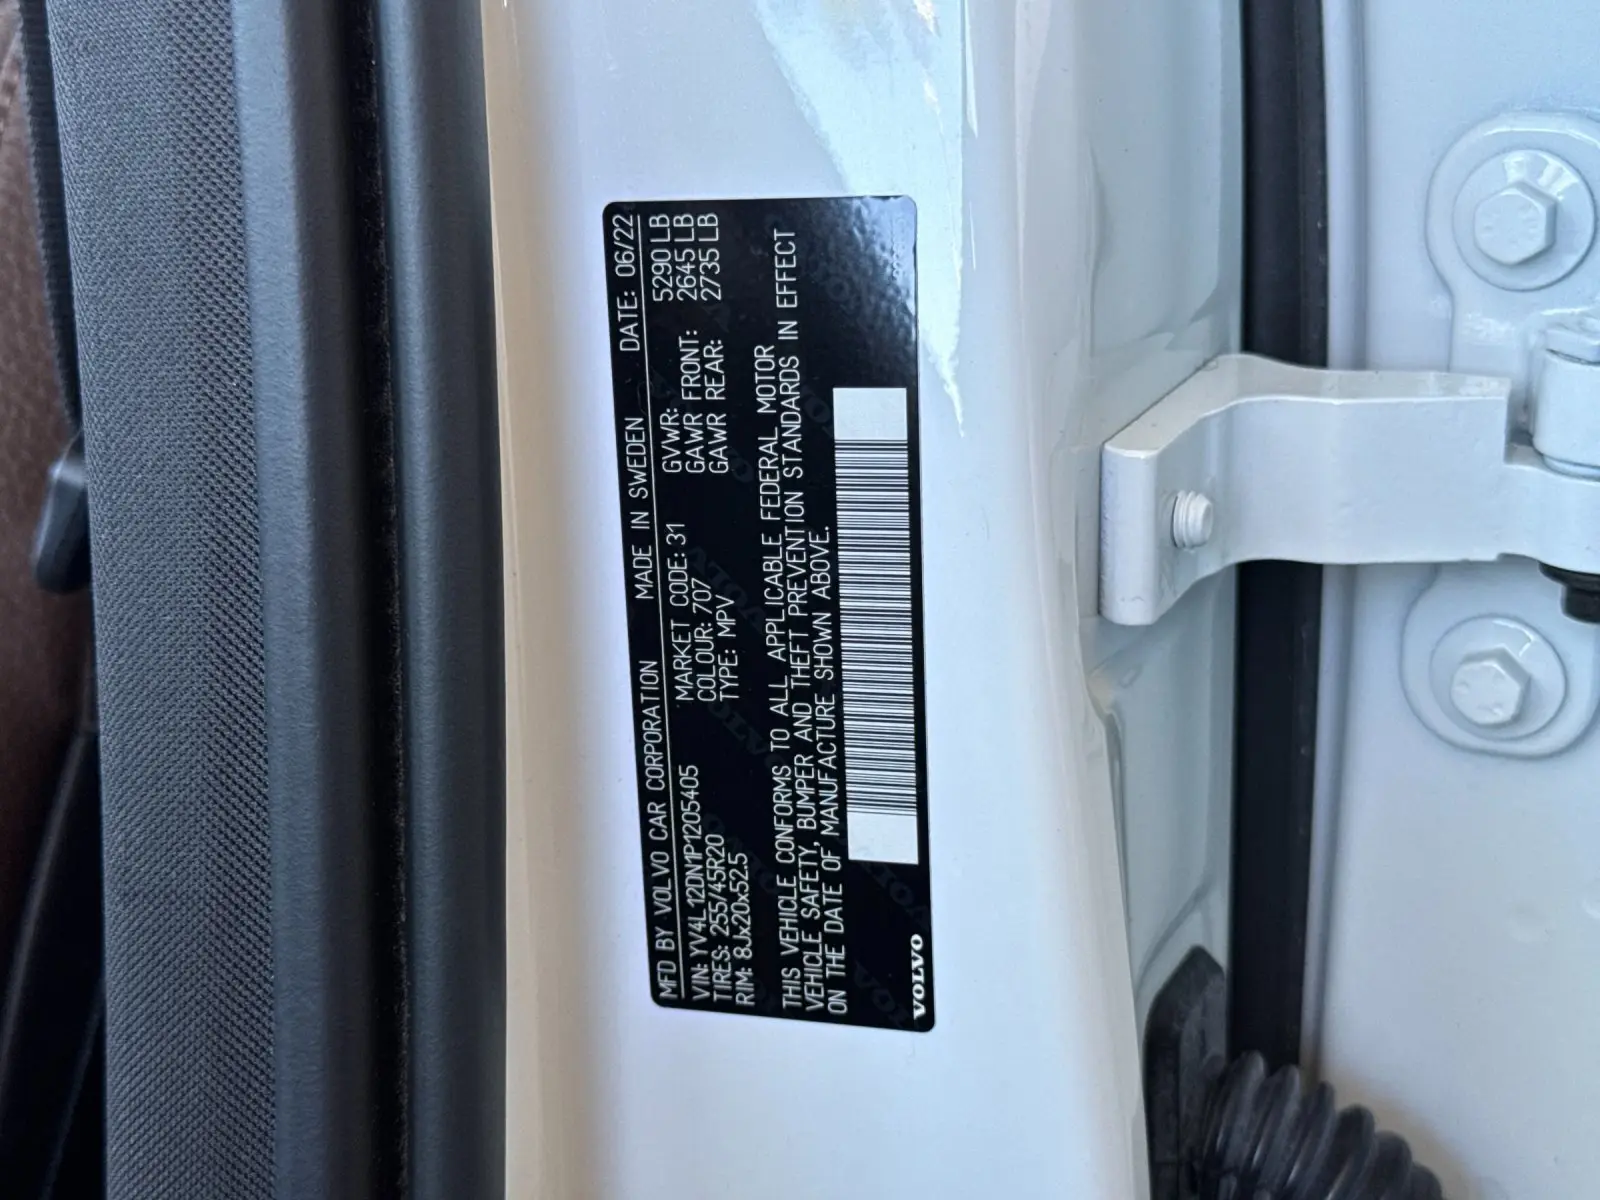 MFD BY VOLVO CAR CORPORATION MADE IN SWEDEN DATE: 06/22
VIN: YV4L12DN1P1205405 MARKET CODE: 31 GVWR: 5290 LB
TIRES: 255/45R20 COLOUR: 707 GAWR FRONT: 2645 LB
RIM: 8Jx20x52.5 TYPE: MPV GAWR REAR: 2735 LB
THIS VEHICLE CONFORMS TO ALL APPLICABLE FEDERAL MOTOR
VEHICLE SAFETY, BUMPER AND THEFT PREVENTION STANDARDS IN EFFECT
ON THE DATE OF MANUFACTURE SHOWN ABOVE.
VOLVO